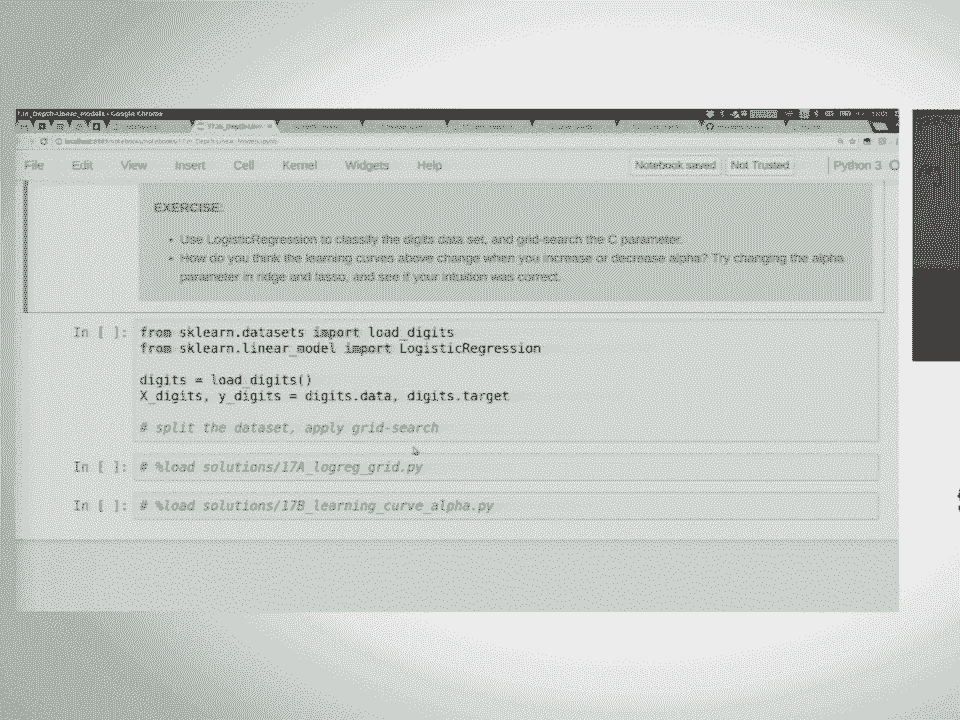 File Edit View Insert Cell Kernel Widgets Help Notebook saved Not Trusted Python 3
EXERCISE:
• Use LogisticRegression to classify the digits data set, and grid-search the C parameter.
• How do you think the learning curves above change when you increase or decrease alpha? Try changing the alpha
parameter in ridge and lasso, and see if your intuition was correct.
In [ ]: from sklearn.datasets import load_digits
from sklearn.linear_model import LogisticRegression
digits = load_digits()
X_digits, y_digits = digits.data, digits.target
# split the dataset, apply grid-search
In [ ]: # %load solutions/17A_logreg_grid.py
In [ ]: # %load solutions/17B_learning_curve_alpha.py